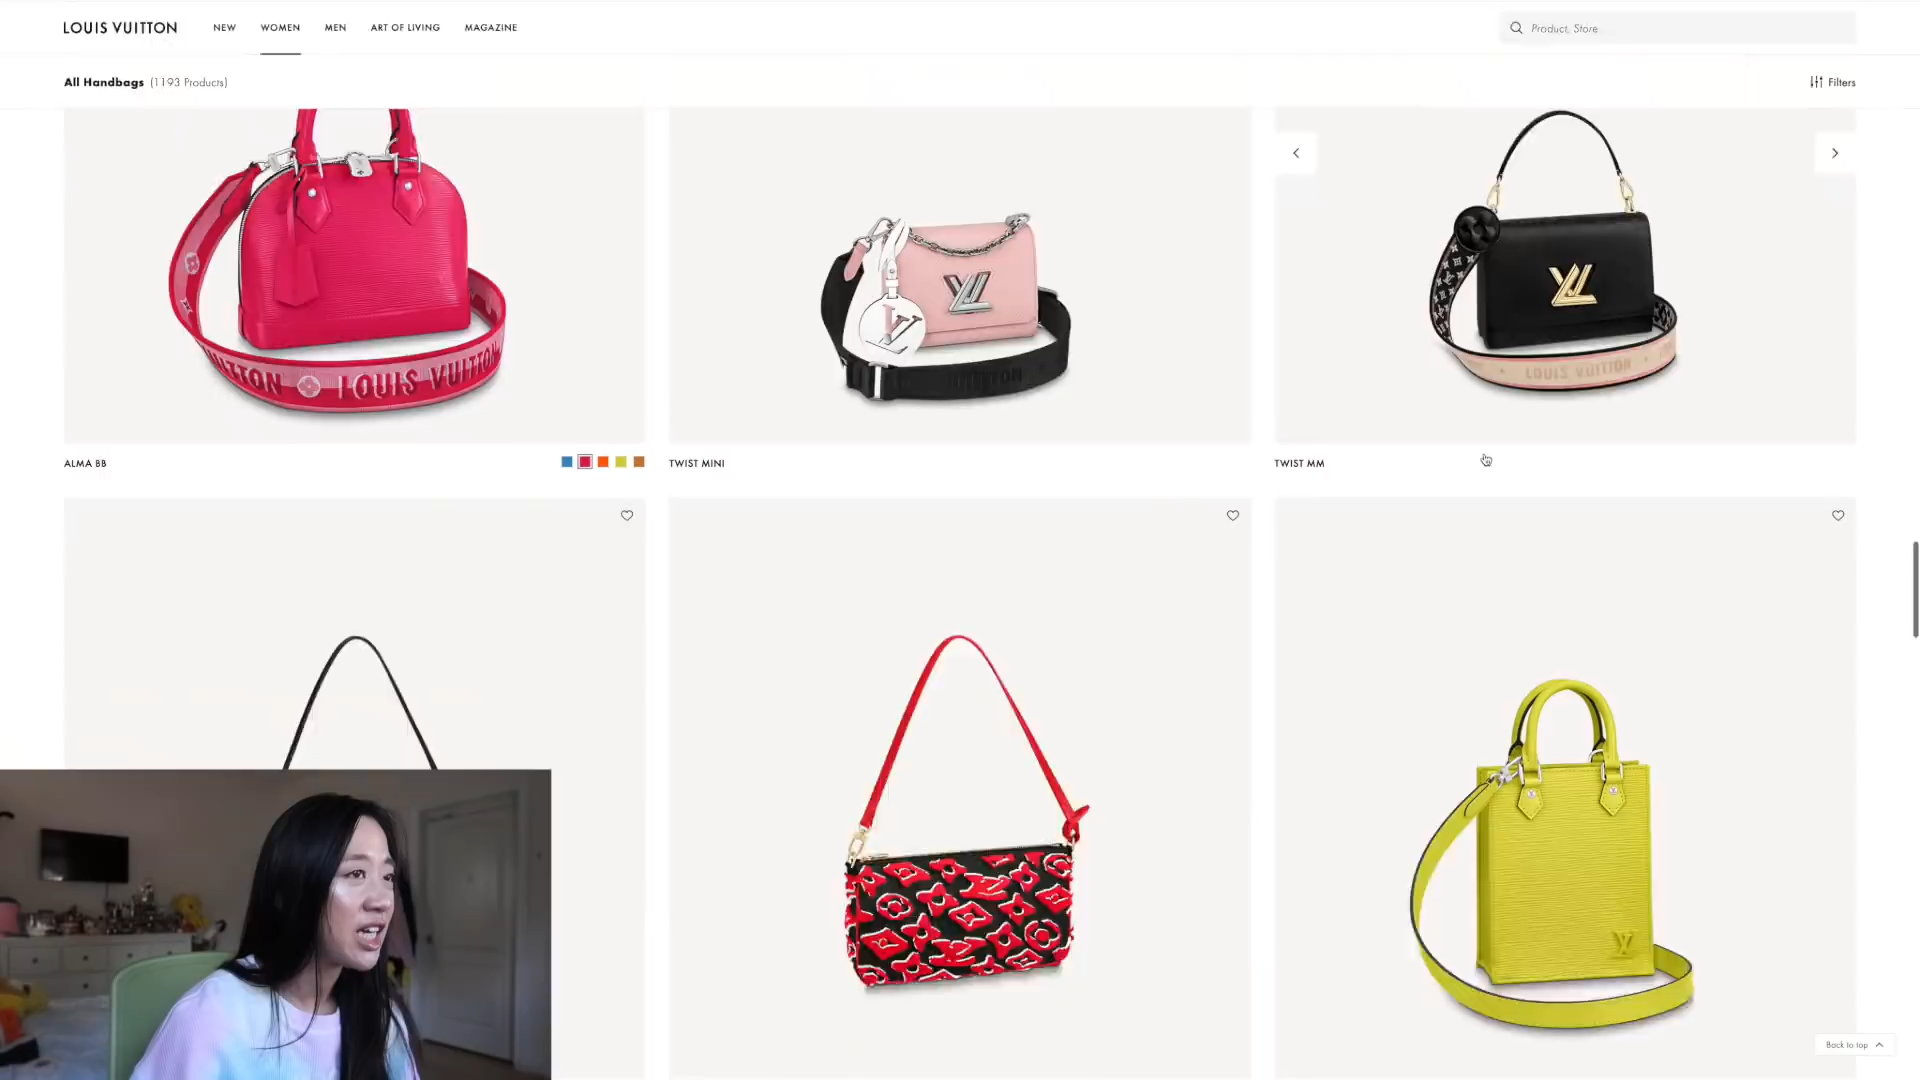 LOUIS VUITTON
NEW
WOMEN
MEN
ART OF LIVING
MAGAZINE
Product, Store
All Handbags (1193 Products)
Filters
UITTON LOUIS VUITTON
LOUIS VUITTON
ALMA BB
TWIST MINI
TWIST MM
Back to top